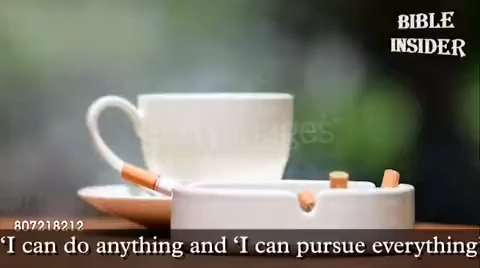 BIBLE
INSIDER
807218212
‘I can do anything and ‘I can pursue everything’